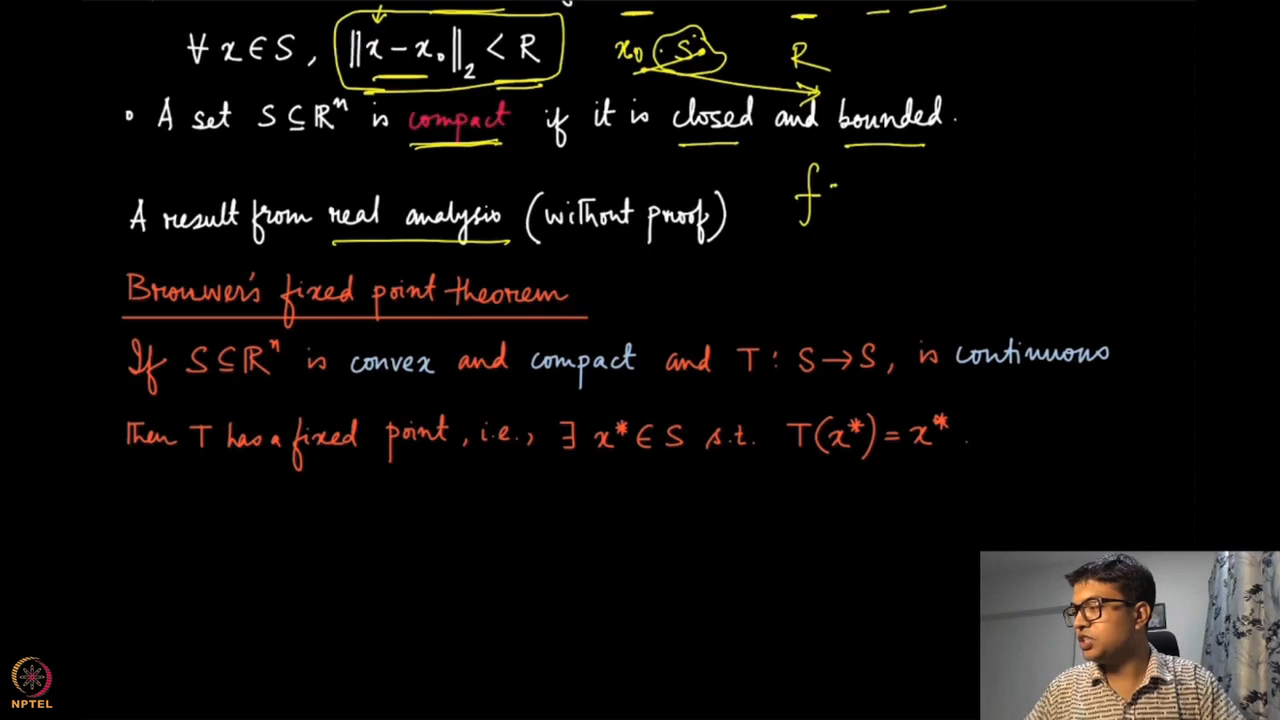 ∀ x ∈ S, ‖x − x₀‖₂ < R x₀ S R
• A set S ⊆ ℝⁿ is compact if it is closed and bounded.
f:
A result from real analysis (without proof)
Brouwer's fixed point theorem
If S ⊆ ℝⁿ is convex and compact and T : S → S, is continuous
Then T has a fixed point, i.e., ∃ x* ∈ S s.t. T(x*) = x* .
NPTEL